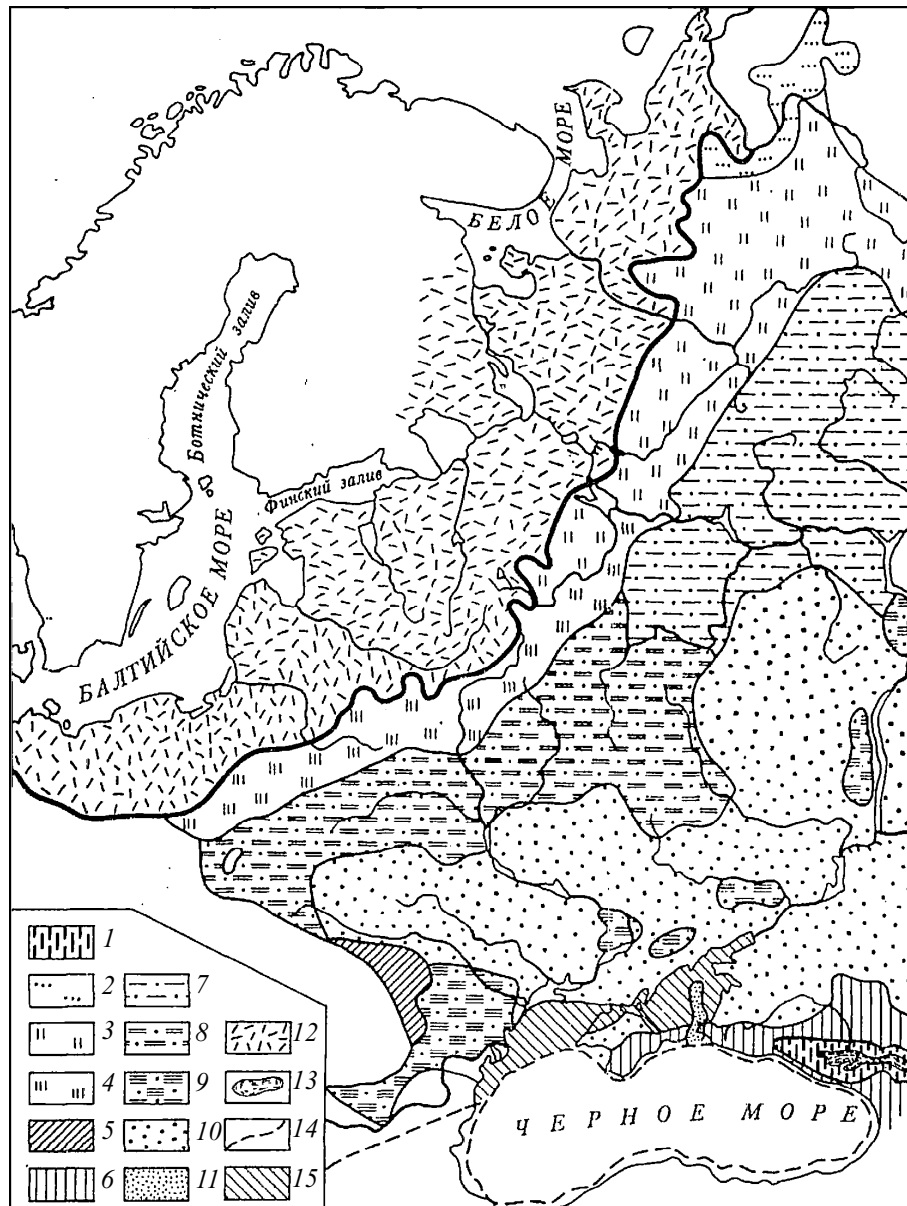 БЕЛОЕ МОРЕ
Ботнический залив
Финский залив
БАЛТИЙСКОЕ МОРЕ
ЧЕРНОЕ МОРЕ
1
2 7
3 8 12
4 9 13
5 10 14
6 11 15